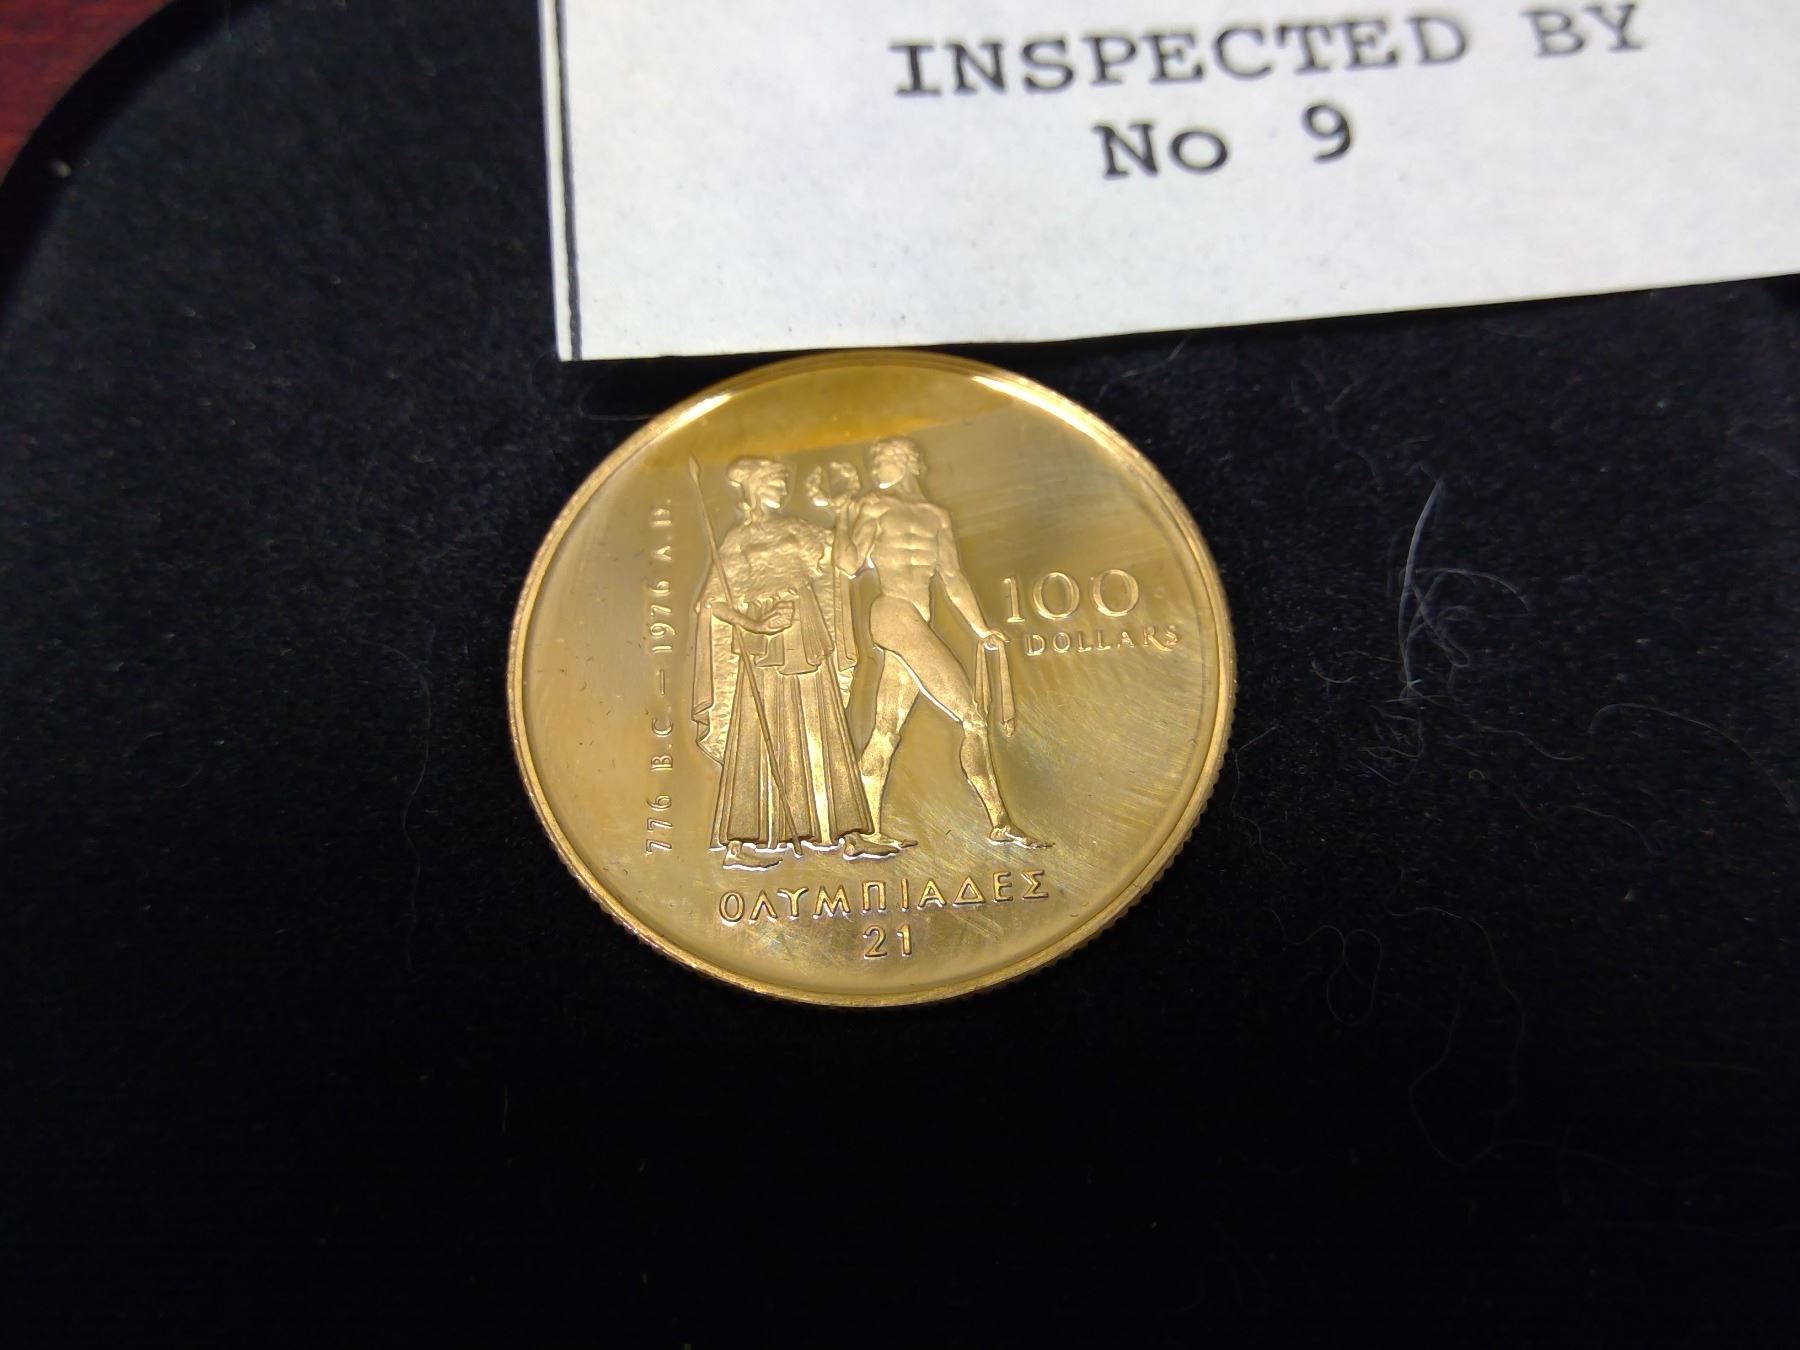 INSPECTED BY
No 9
776 B.C. – 1976 A.D.
100
DOLLARS
ΟΛΥΜΠΙΑΔΕΣ
21